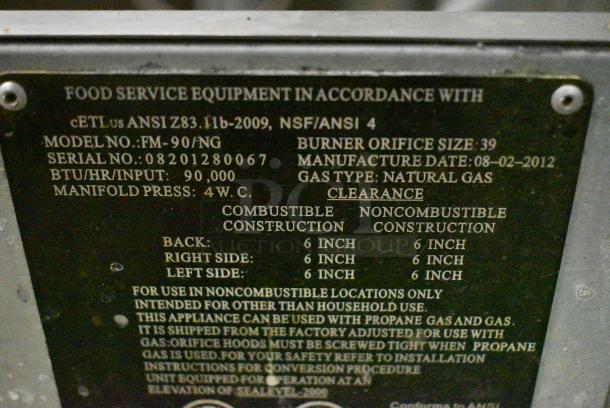 FOOD SERVICE EQUIPMENT IN ACCORDANCE WITH
cETLus ANSI Z83.11b-2009, NSF/ANSI 4
MODEL NO.:FM-90/NG BURNER ORIFICE SIZE: 39
SERIAL NO.: 08201280067 MANUFACTURE DATE: 08-02-2012
BTU/HR/INPUT: 90,000 GAS TYPE: NATURAL GAS
MANIFOLD PRESS: 4 W. C. CLEARANCE
COMBUSTIBLE NONCOMBUSTIBLE
CONSTRUCTION CONSTRUCTION
BACK: 6 INCH 6 INCH
RIGHT SIDE: 6 INCH 6 INCH
LEFT SIDE: 6 INCH 6 INCH
FOR USE IN NONCOMBUSTIBLE LOCATIONS ONLY
INTENDED FOR OTHER THAN HOUSEHOLD USE.
THIS APPLIANCE CAN BE USED WITH PROPANE GAS AND GAS.
IT IS SHIPPED FROM THE FACTORY ADJUSTED FOR USE WITH
GAS:ORIFICE HOODS MUST BE SCREWED TIGHT WHEN PROPANE
GAS IS USED.FOR YOUR SAFETY REFER TO INSTALLATION
INSTRUCTIONS FOR CONVERSION PROCEDURE
UNIT EQUIPPED FOR OPERATION AT AN
ELEVATION OF:SEALEVEL-2000
Conforms to ANSI